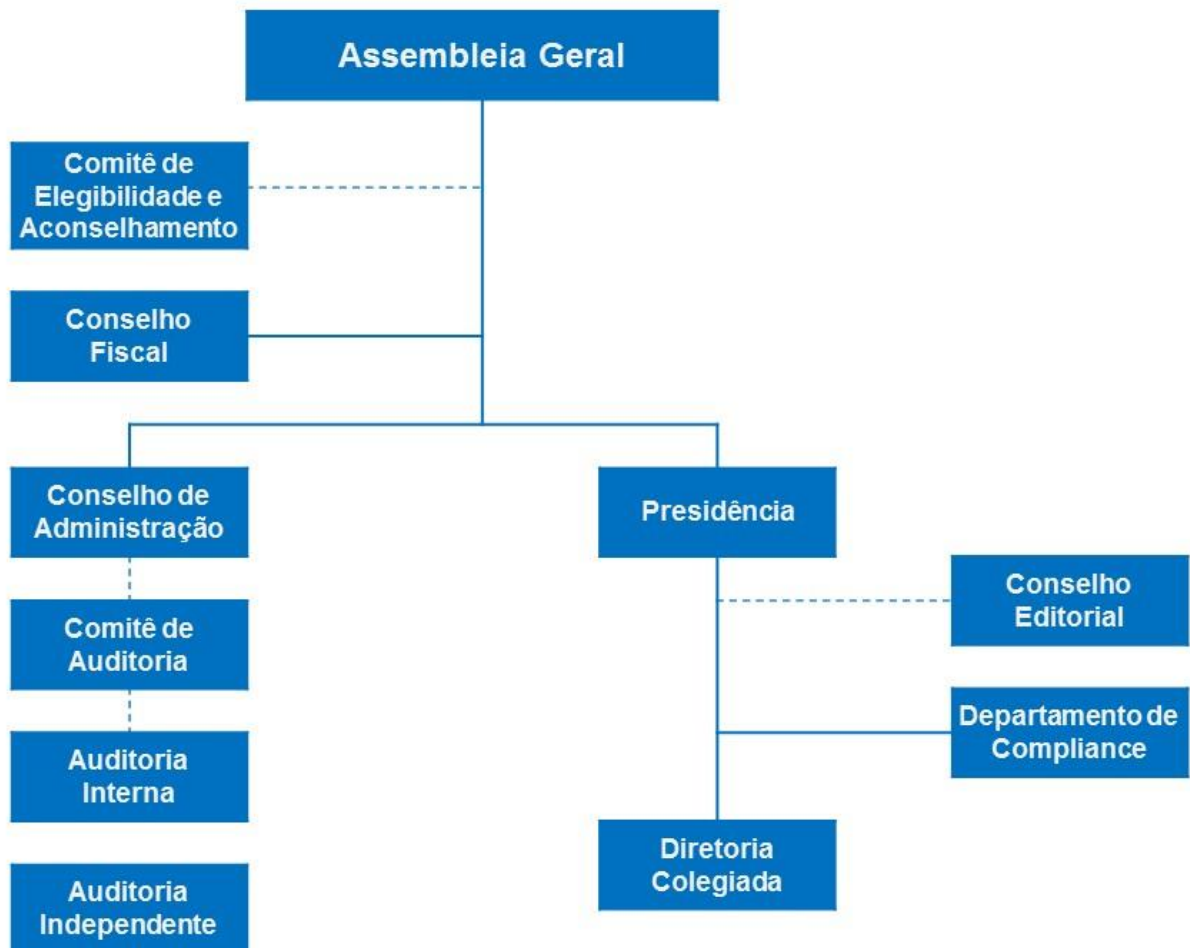 Assembleia Geral
Comitê de
Elegibilidade e
Aconselhamento
Conselho
Fiscal
Conselho de
Administração
Presidência
Conselho
Editorial
Comitê de
Auditoria
Departamento de
Compliance
Auditoria
Interna
Diretoria
Colegiada
Auditoria
Independente